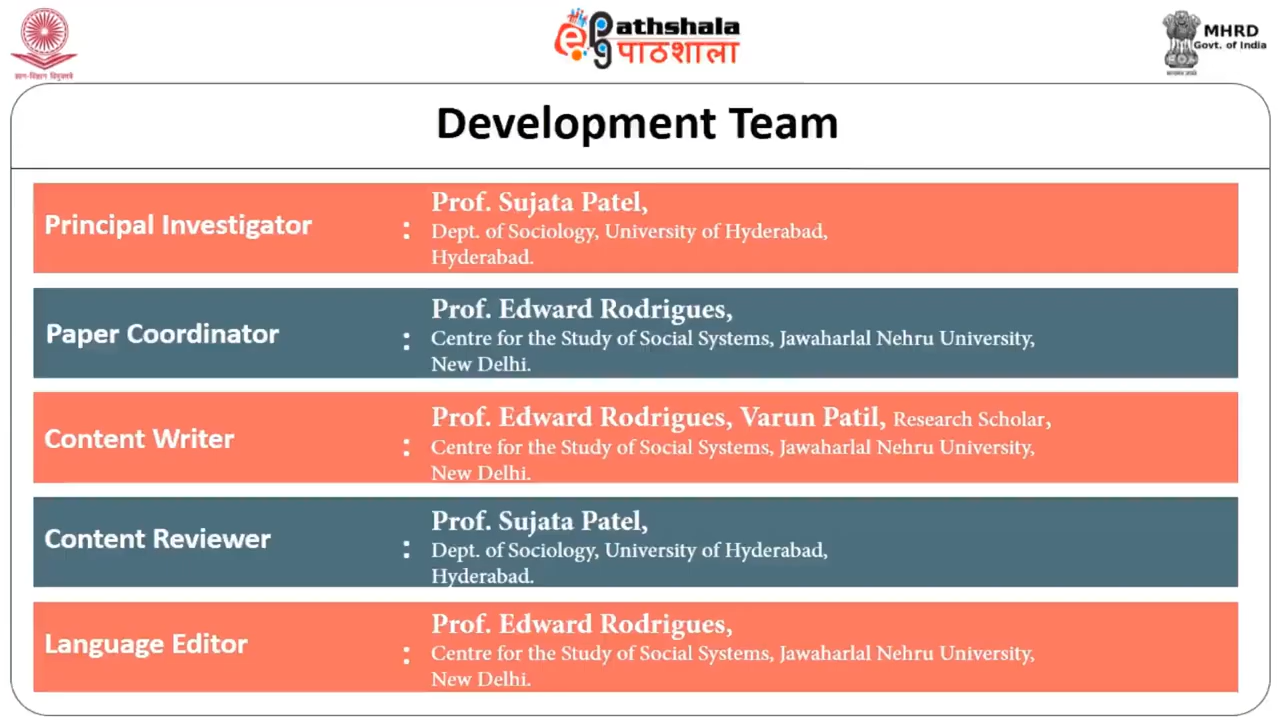 ज्ञान-विज्ञान विमुक्तये
Pathshala
पाठशाला
MHRD
Govt. of India
Development Team
Principal Investigator : Prof. Sujata Patel,
Dept. of Sociology, University of Hyderabad,
Hyderabad.
Paper Coordinator : Prof. Edward Rodrigues,
Centre for the Study of Social Systems, Jawaharlal Nehru University,
New Delhi.
Content Writer : Prof. Edward Rodrigues, Varun Patil, Research Scholar,
Centre for the Study of Social Systems, Jawaharlal Nehru University,
New Delhi.
Content Reviewer : Prof. Sujata Patel,
Dept. of Sociology, University of Hyderabad,
Hyderabad.
Language Editor : Prof. Edward Rodrigues,
Centre for the Study of Social Systems, Jawaharlal Nehru University,
New Delhi.